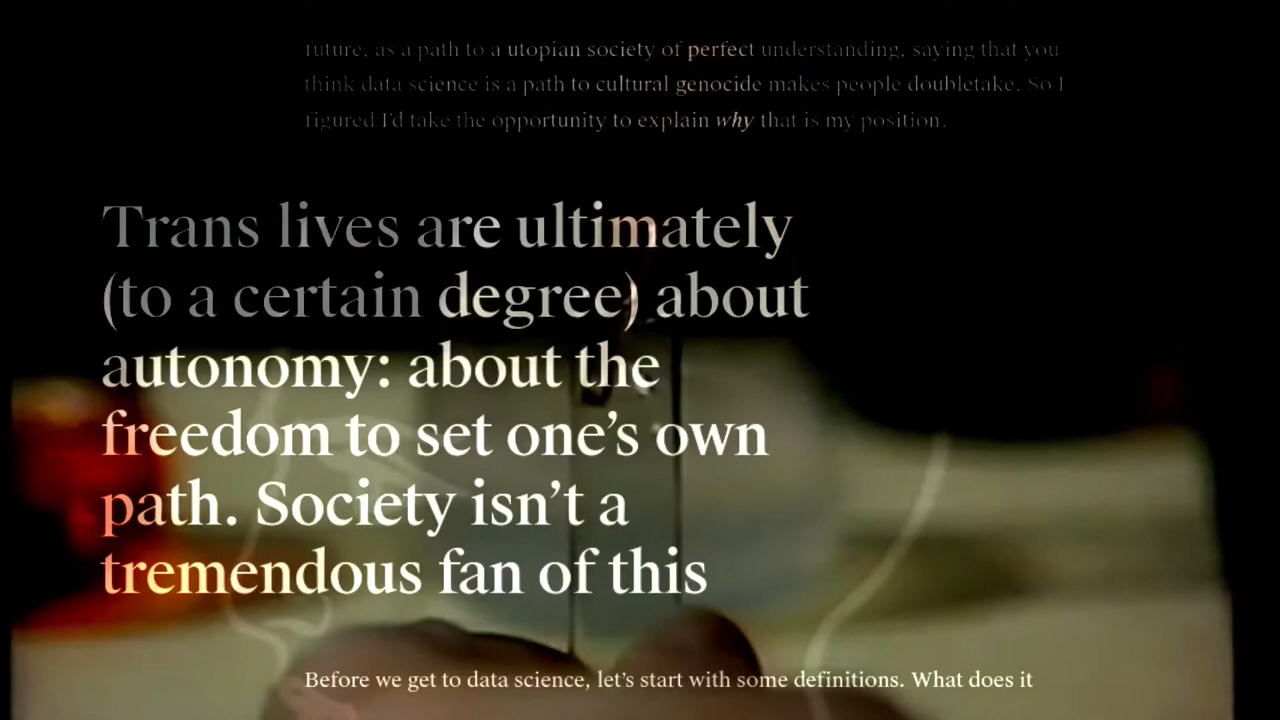 future, as a path to a utopian society of perfect understanding, saying that you
think data science is a path to cultural genocide makes people doubletake. So I
figured I'd take the opportunity to explain why that is my position.
Trans lives are ultimately
(to a certain degree) about
autonomy: about the
freedom to set one’s own
path. Society isn’t a
tremendous fan of this
Before we get to data science, let’s start with some definitions. What does it